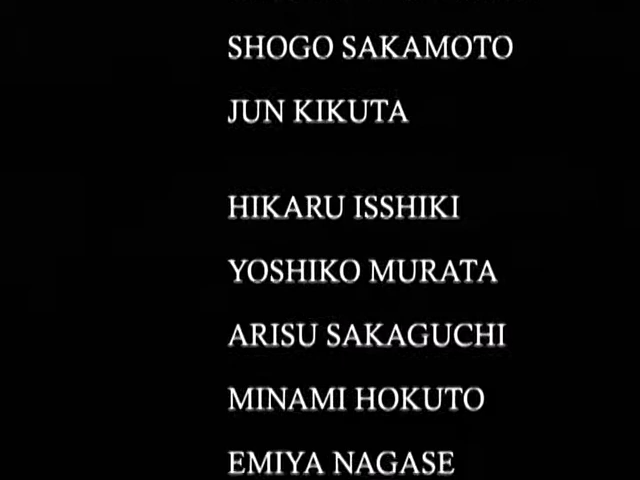 SHOGO SAKAMOTO
JUN KIKUTA
HIKARU ISSHIKI
YOSHIKO MURATA
ARISU SAKAGUCHI
MINAMI HOKUTO
EMIYA NAGASE